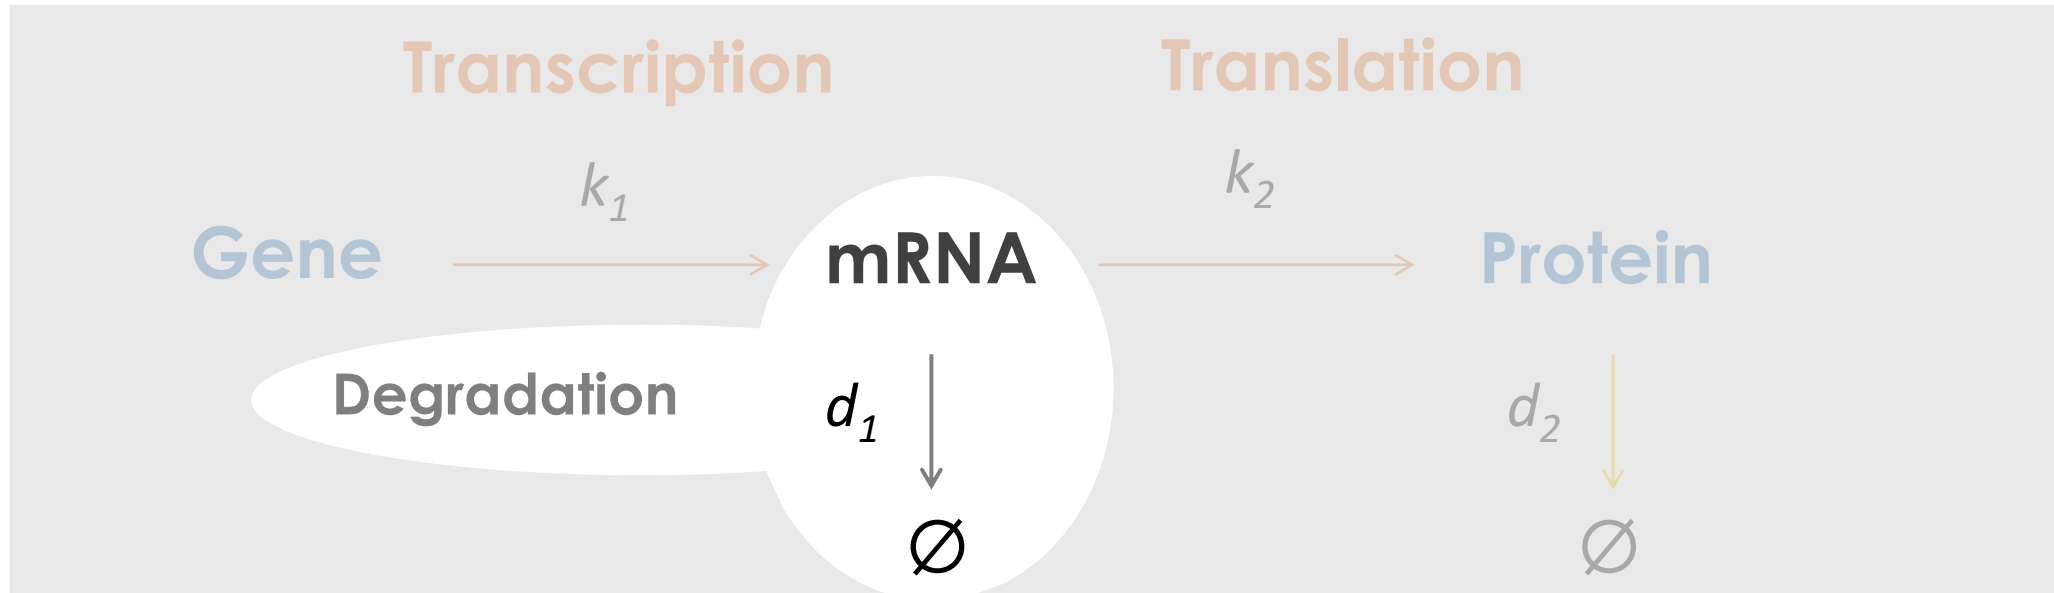 Transcription
Translation
k1
k2
Gene
mRNA
Protein
Degradation
d1
d2
∅
∅